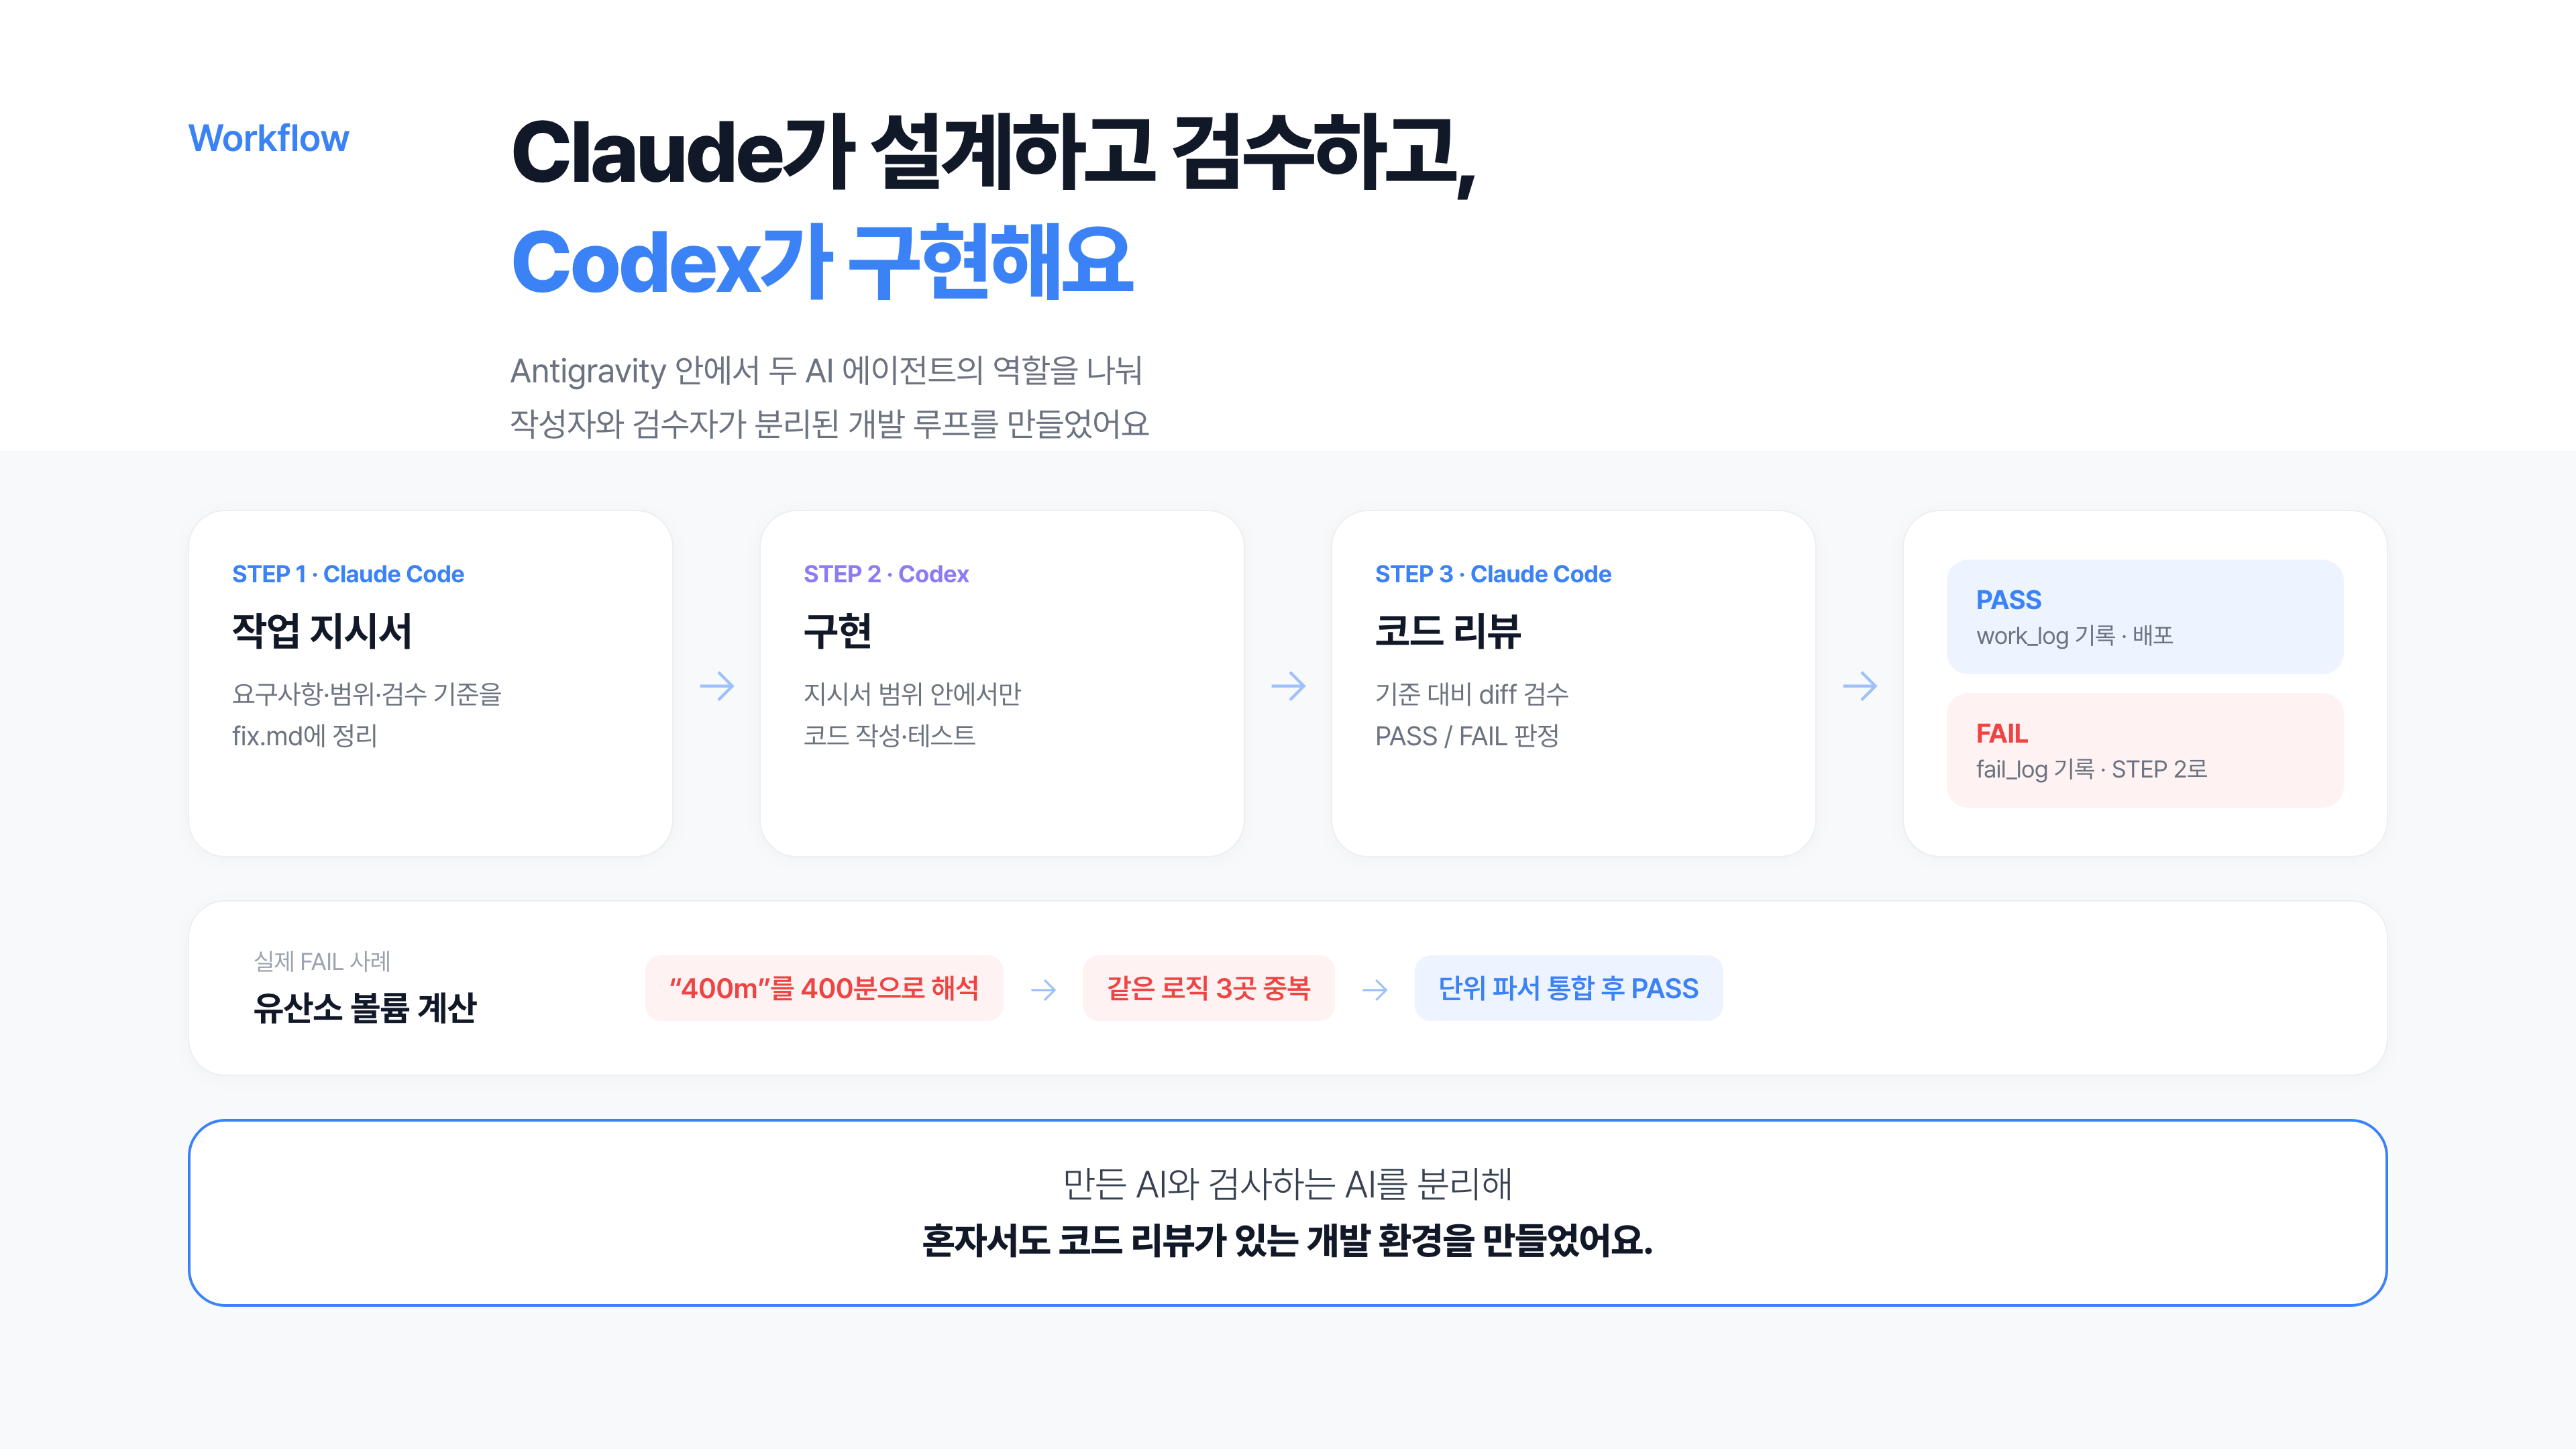 Workflow
Claude가 설계하고 검수하고,
Codex가 구현해요
Antigravity 안에서 두 AI 에이전트의 역할을 나눠
작성자와 검수자가 분리된 개발 루프를 만들었어요
STEP 1 · Claude Code
작업 지시서
요구사항·범위·검수 기준을
fix.md에 정리
STEP 2 · Codex
구현
지시서 범위 안에서만
코드 작성·테스트
STEP 3 · Claude Code
코드 리뷰
기준 대비 diff 검수
PASS / FAIL 판정
PASS
work_log 기록 · 배포
FAIL
fail_log 기록 · STEP 2로
실제 FAIL 사례
유산소 볼륨 계산
“400m”를 400분으로 해석
같은 로직 3곳 중복
단위 파서 통합 후 PASS
만든 AI와 검사하는 AI를 분리해
혼자서도 코드 리뷰가 있는 개발 환경을 만들었어요.